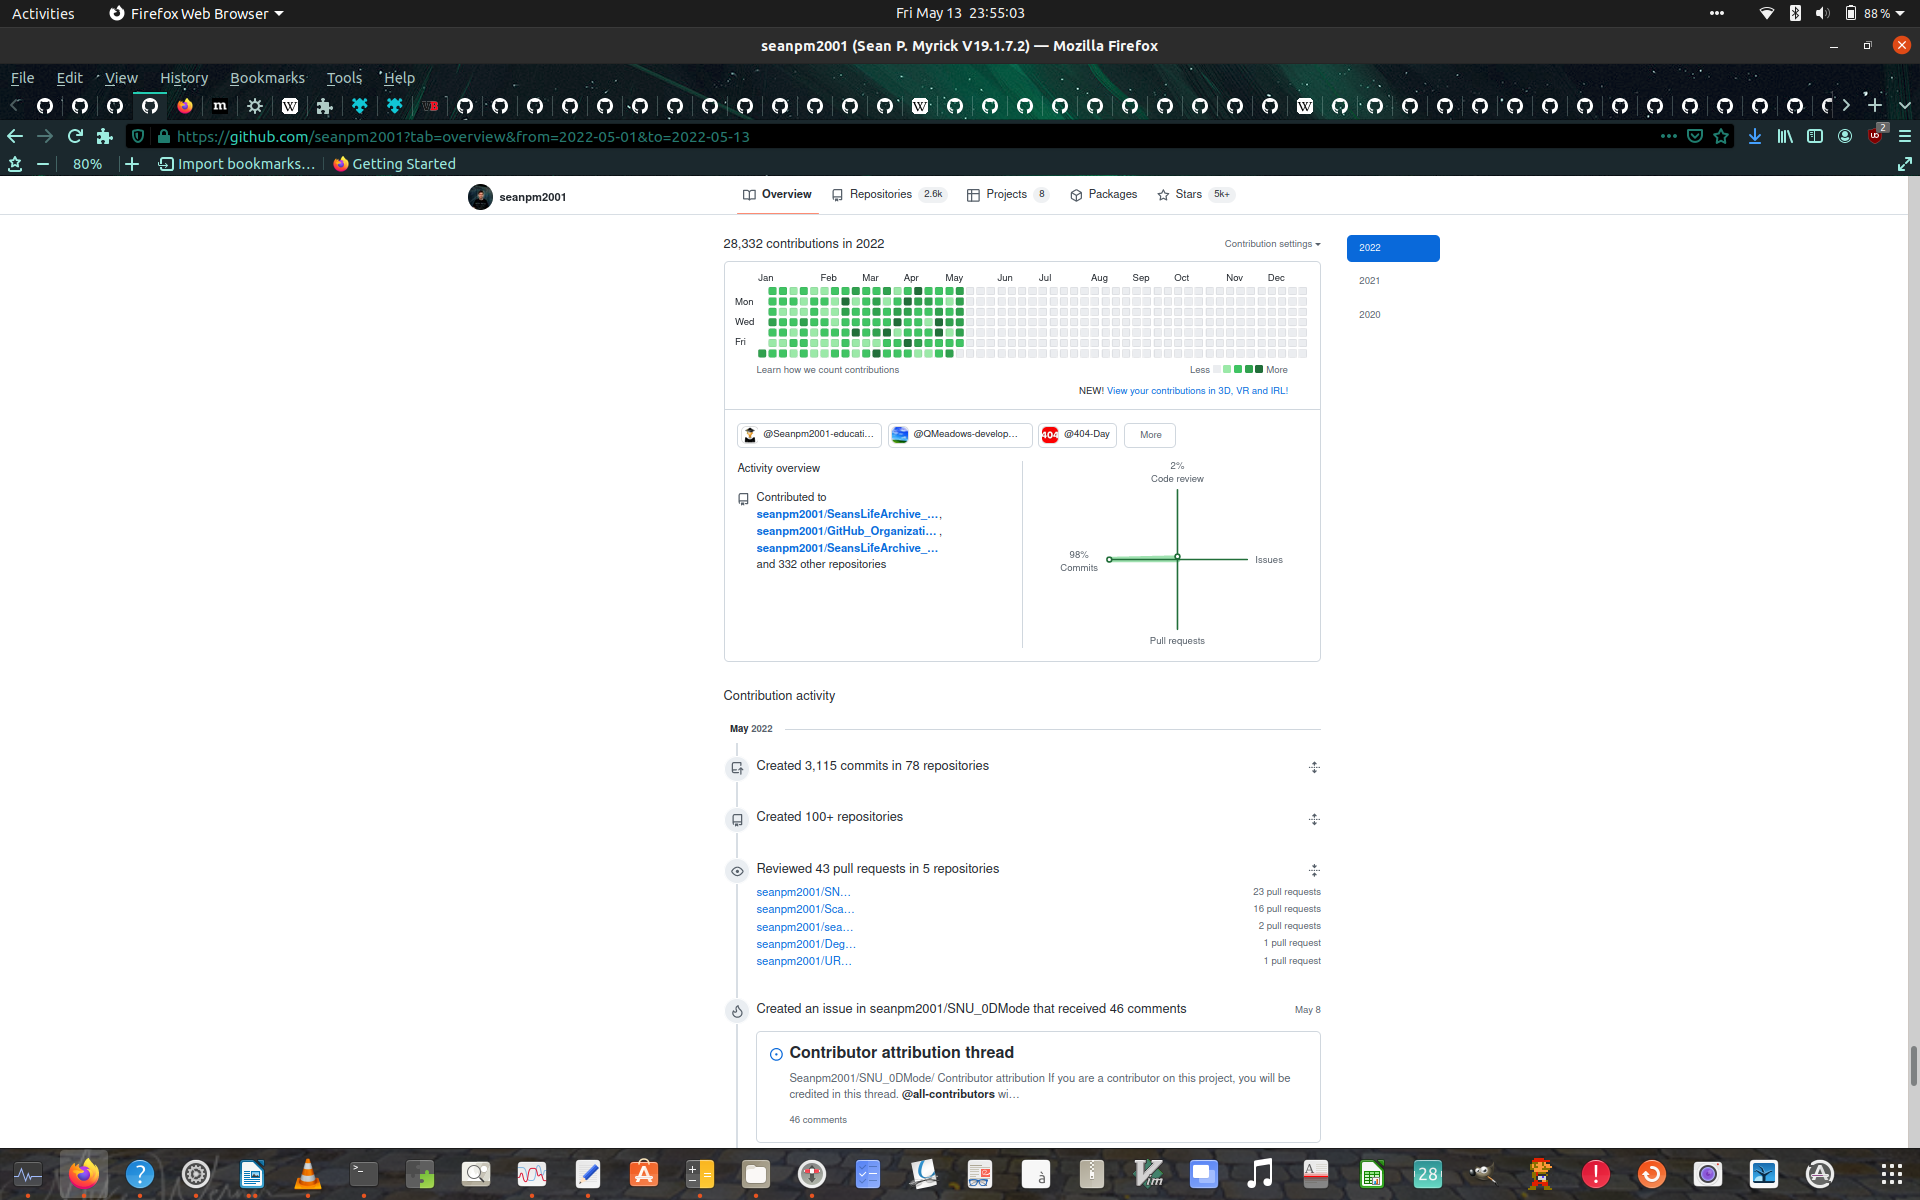 Activities
Firefox Web Browser
Fri May 13 23:55:03
88 %
seanpm2001 (Sean P. Myrick V19.1.7.2) — Mozilla Firefox
File Edit View History Bookmarks Tools Help
https://github.com/seanpm2001?tab=overview&from=2022-05-01&to=2022-05-13
2
80%
Import bookmarks...
Getting Started
seanpm2001
Overview
Repositories 2.6k
Projects 8
Packages
Stars 5k+
28,332 contributions in 2022
Contribution settings
2022
2021
2020
Jan Feb Mar Apr May Jun Jul Aug Sep Oct Nov Dec
Mon
Wed
Fri
Learn how we count contributions
Less More
NEW! View your contributions in 3D, VR and IRL!
@Seanpm2001-educati...
@QMeadows-develop...
404 @404-Day
More
Activity overview
Contributed to
seanpm2001/SeansLifeArchive_... ,
seanpm2001/GitHub_Organizati... ,
seanpm2001/SeansLifeArchive_...
and 332 other repositories
2%
Code review
98%
Commits
Issues
Pull requests
Contribution activity
May 2022
Created 3,115 commits in 78 repositories
Created 100+ repositories
Reviewed 43 pull requests in 5 repositories
seanpm2001/SN... 23 pull requests
seanpm2001/Sca... 16 pull requests
seanpm2001/sea... 2 pull requests
seanpm2001/Deg... 1 pull request
seanpm2001/UR... 1 pull request
Created an issue in seanpm2001/SNU_0DMode that received 46 comments May 8
Contributor attribution thread
Seanpm2001/SNU_0DMode/ Contributor attribution If you are a contributor on this project, you will be
credited in this thread. @all-contributors wi...
46 comments
28